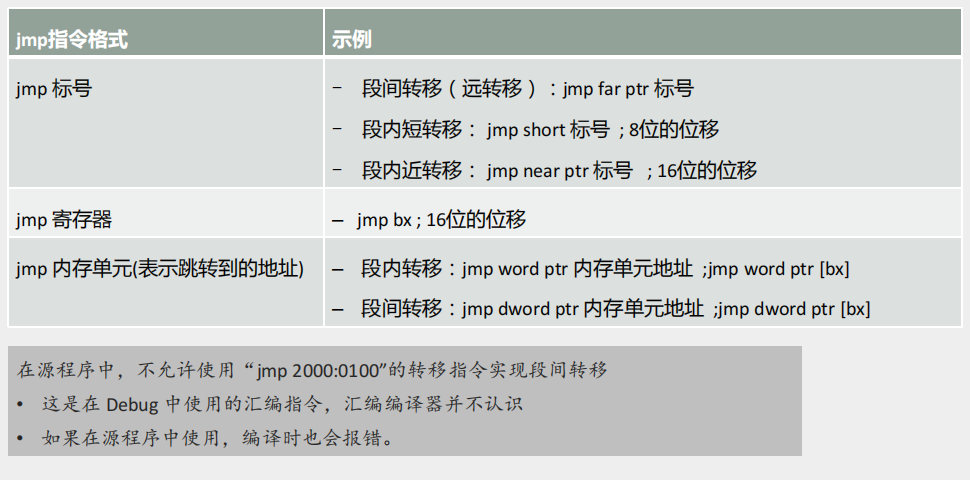 jmp指令格式 示例
jmp 标号 – 段间转移（远转移）：jmp far ptr 标号
– 段内短转移： jmp short 标号 ; 8位的位移
– 段内近转移： jmp near ptr 标号 ; 16位的位移
jmp 寄存器 – jmp bx ; 16位的位移
jmp 内存单元(表示跳转到的地址) – 段内转移：jmp word ptr 内存单元地址 ;jmp word ptr [bx]
– 段间转移：jmp dword ptr 内存单元地址 ;jmp dword ptr [bx]
在源程序中，不允许使用“jmp 2000:0100”的转移指令实现段间转移
• 这是在 Debug 中使用的汇编指令，汇编编译器并不认识
• 如果在源程序中使用，编译时也会报错。